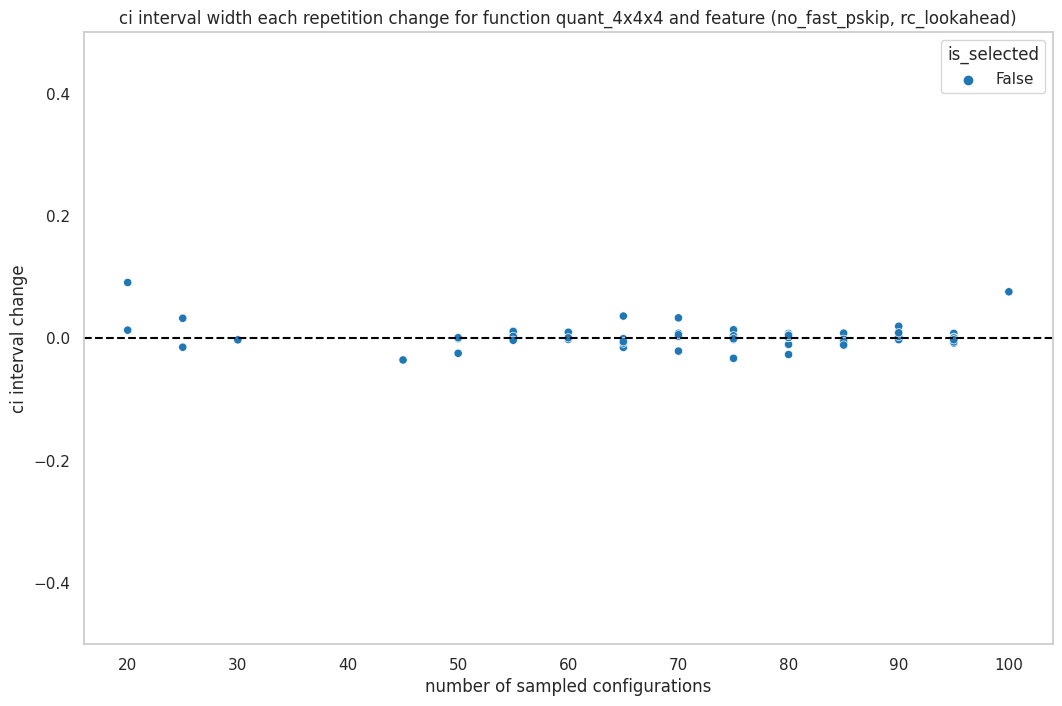 ci interval width each repetition change for function quant_4x4x4 and feature (no_fast_pskip, rc_lookahead)
is_selected
False
ci interval change
0.4
0.2
0.0
−0.2
−0.4
20 30 40 50 60 70 80 90 100
number of sampled configurations